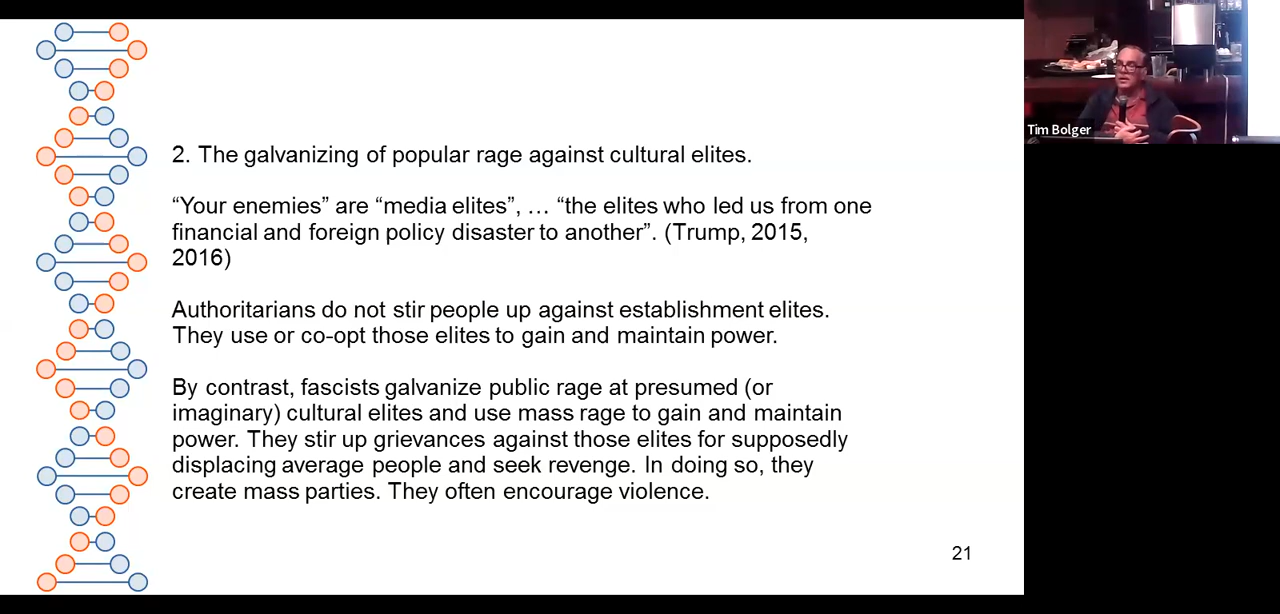 2. The galvanizing of popular rage against cultural elites.
“Your enemies” are “media elites”, … “the elites who led us from one
financial and foreign policy disaster to another”. (Trump, 2015,
2016)
Authoritarians do not stir people up against establishment elites.
They use or co-opt those elites to gain and maintain power.
By contrast, fascists galvanize public rage at presumed (or
imaginary) cultural elites and use mass rage to gain and maintain
power. They stir up grievances against those elites for supposedly
displacing average people and seek revenge. In doing so, they
create mass parties. They often encourage violence.
21
Tim Bolger